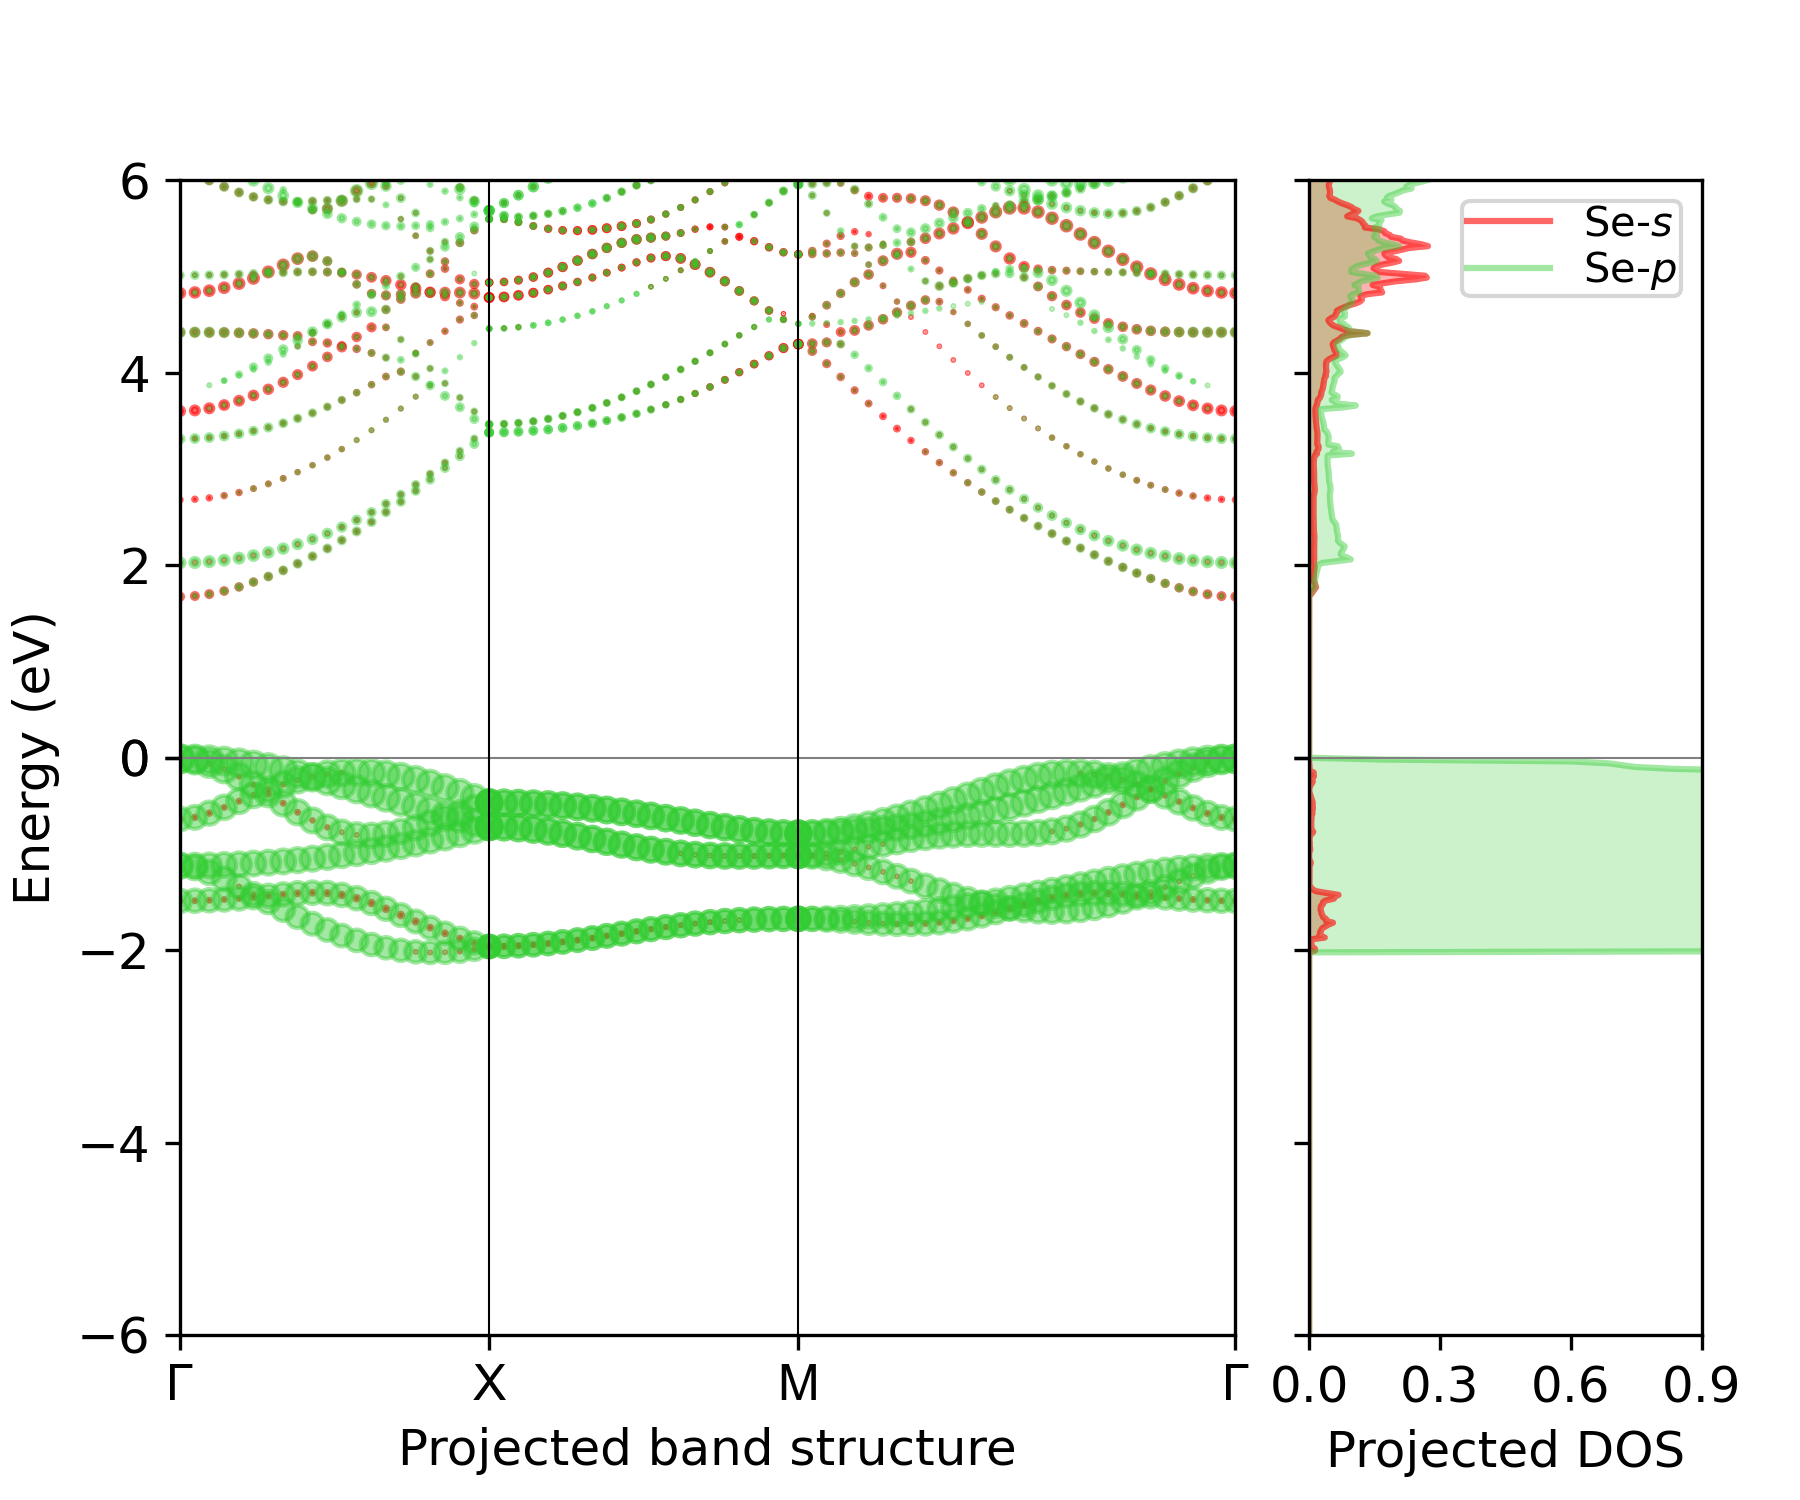 Energy (eV)
6
4
2
0
−2
−4
−6
Γ X M Γ
Projected band structure
Se-s
Se-p
0.0 0.3 0.6 0.9
Projected DOS